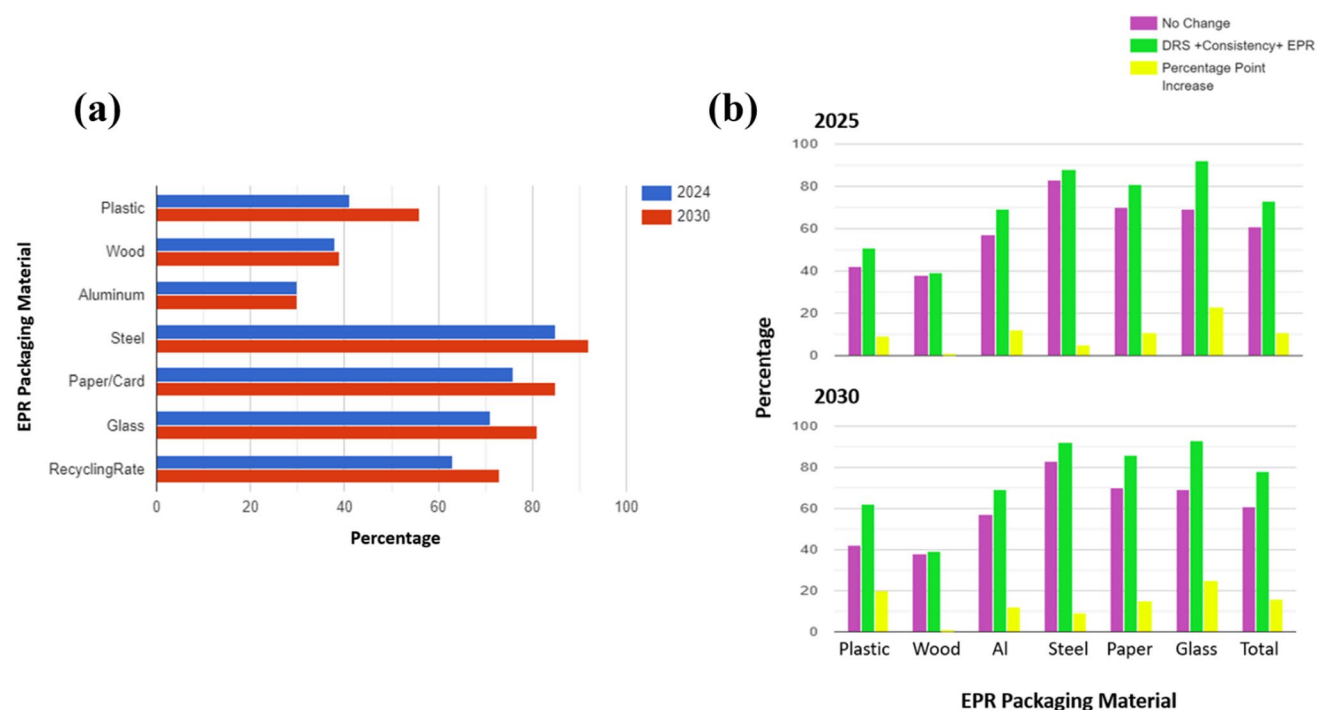 (a)
EPR Packaging Material
Plastic
Wood
Aluminum
Steel
Paper/Card
Glass
RecyclingRate
0 20 40 60 80 100
Percentage
2024
2030
No Change
DRS +Consistency+ EPR
Percentage Point
Increase
(b)
2025
100
80
60
40
20
0
Percentage
2030
100
80
60
40
20
0
Plastic Wood Al Steel Paper Glass Total
EPR Packaging Material